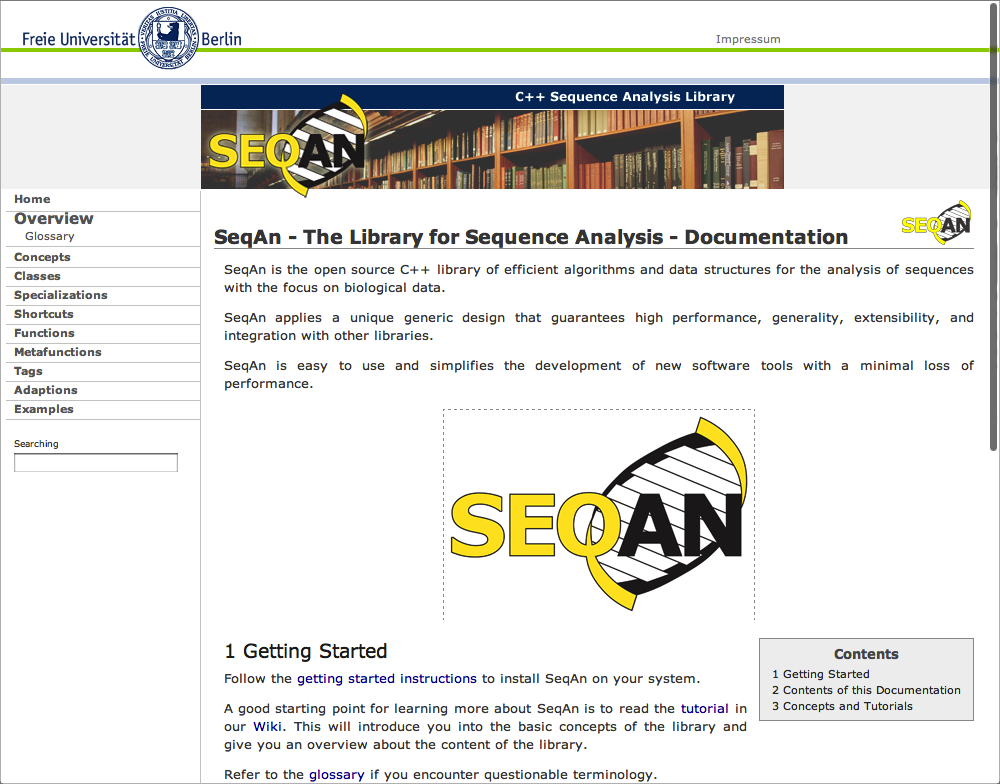 Freie Universität Berlin
Impressum
C++ Sequence Analysis Library
SEQAN
Home
Overview
Glossary
Concepts
Classes
Specializations
Shortcuts
Functions
Metafunctions
Tags
Adaptions
Examples
Searching
SEQAN
SeqAn - The Library for Sequence Analysis - Documentation
SeqAn is the open source C++ library of efficient algorithms and data structures for the analysis of sequences
with the focus on biological data.
SeqAn applies a unique generic design that guarantees high performance, generality, extensibility, and
integration with other libraries.
SeqAn is easy to use and simplifies the development of new software tools with a minimal loss of
performance.
SEQAN
1 Getting Started
Follow the getting started instructions to install SeqAn on your system.
A good starting point for learning more about SeqAn is to read the tutorial in
our Wiki. This will introduce you into the basic concepts of the library and
give you an overview about the content of the library.
Refer to the glossary if you encounter questionable terminology.
Contents
1 Getting Started
2 Contents of this Documentation
3 Concepts and Tutorials